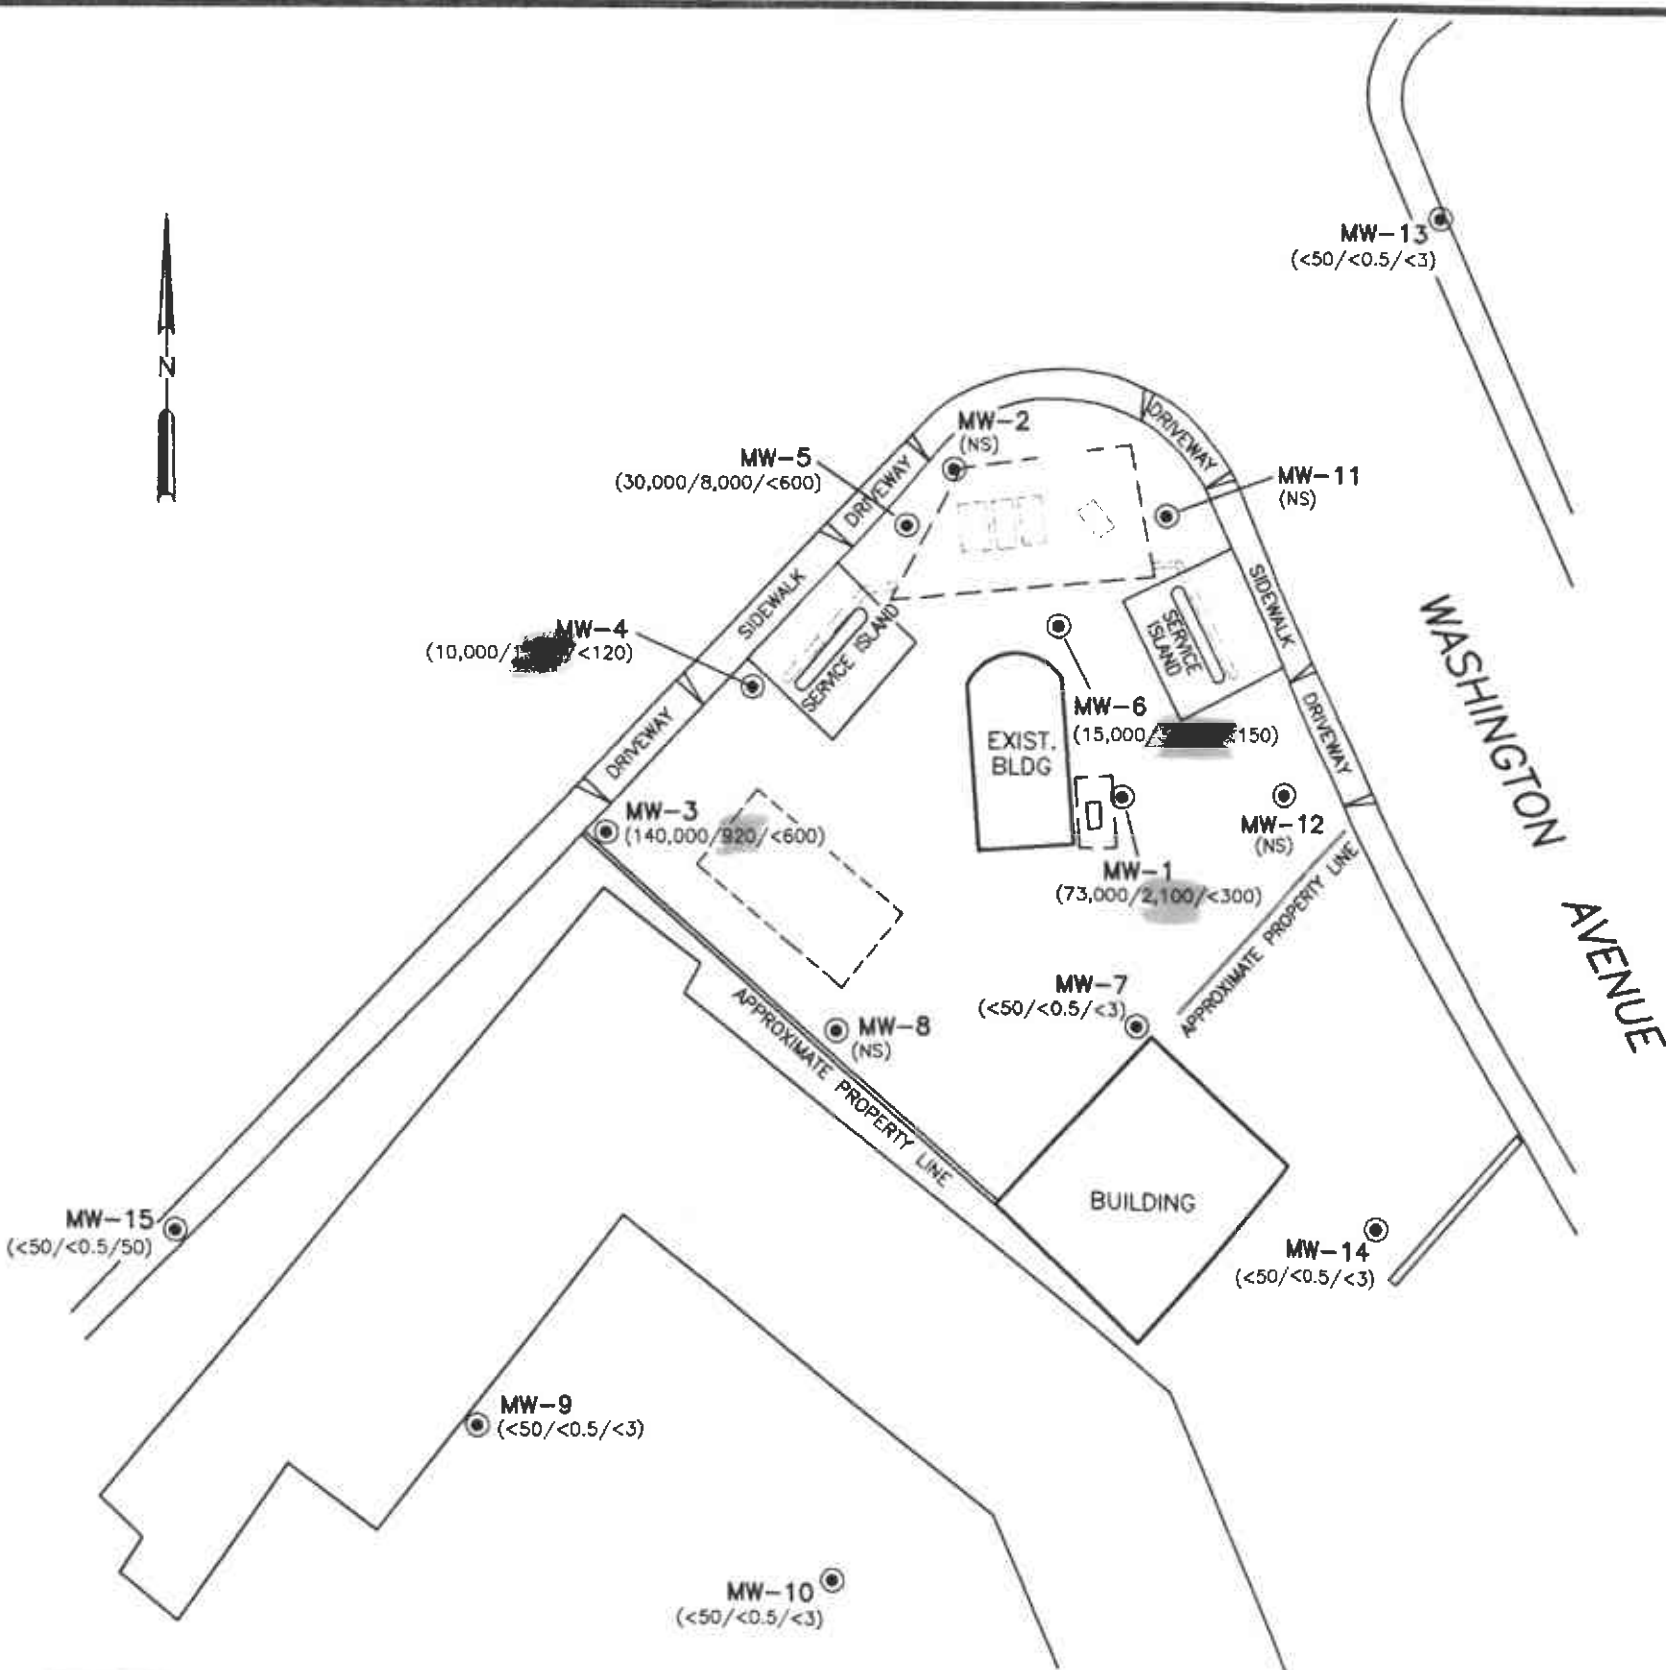 MW-13
(<50/<0.5/<3)
N
MW-2
(NS)
DRIVEWAY
MW-5
(30,000/8,000/<600)
DRIVEWAY
MW-11
(NS)
SIDEWALK
SIDEWALK
MW-4
(10,000/ <120)
SERVICE ISLAND
SERVICE
ISLAND
WASHINGTON
AVENUE
MW-6
(15,000/ 150)
EXIST.
BLDG
DRIVEWAY
DRIVEWAY
MW-3
(140,000/920/<600)
MW-12
(NS)
MW-1
(73,000/2,100/<300)
APPROXIMATE PROPERTY LINE
MW-7
(<50/<0.5/<3)
MW-8
(NS)
APPROXIMATE PROPERTY LINE
BUILDING
MW-15
(<50/<0.5/50)
MW-14
(<50/<0.5/<3)
MW-9
(<50/<0.5/<3)
MW-10
(<50/<0.5/<3)